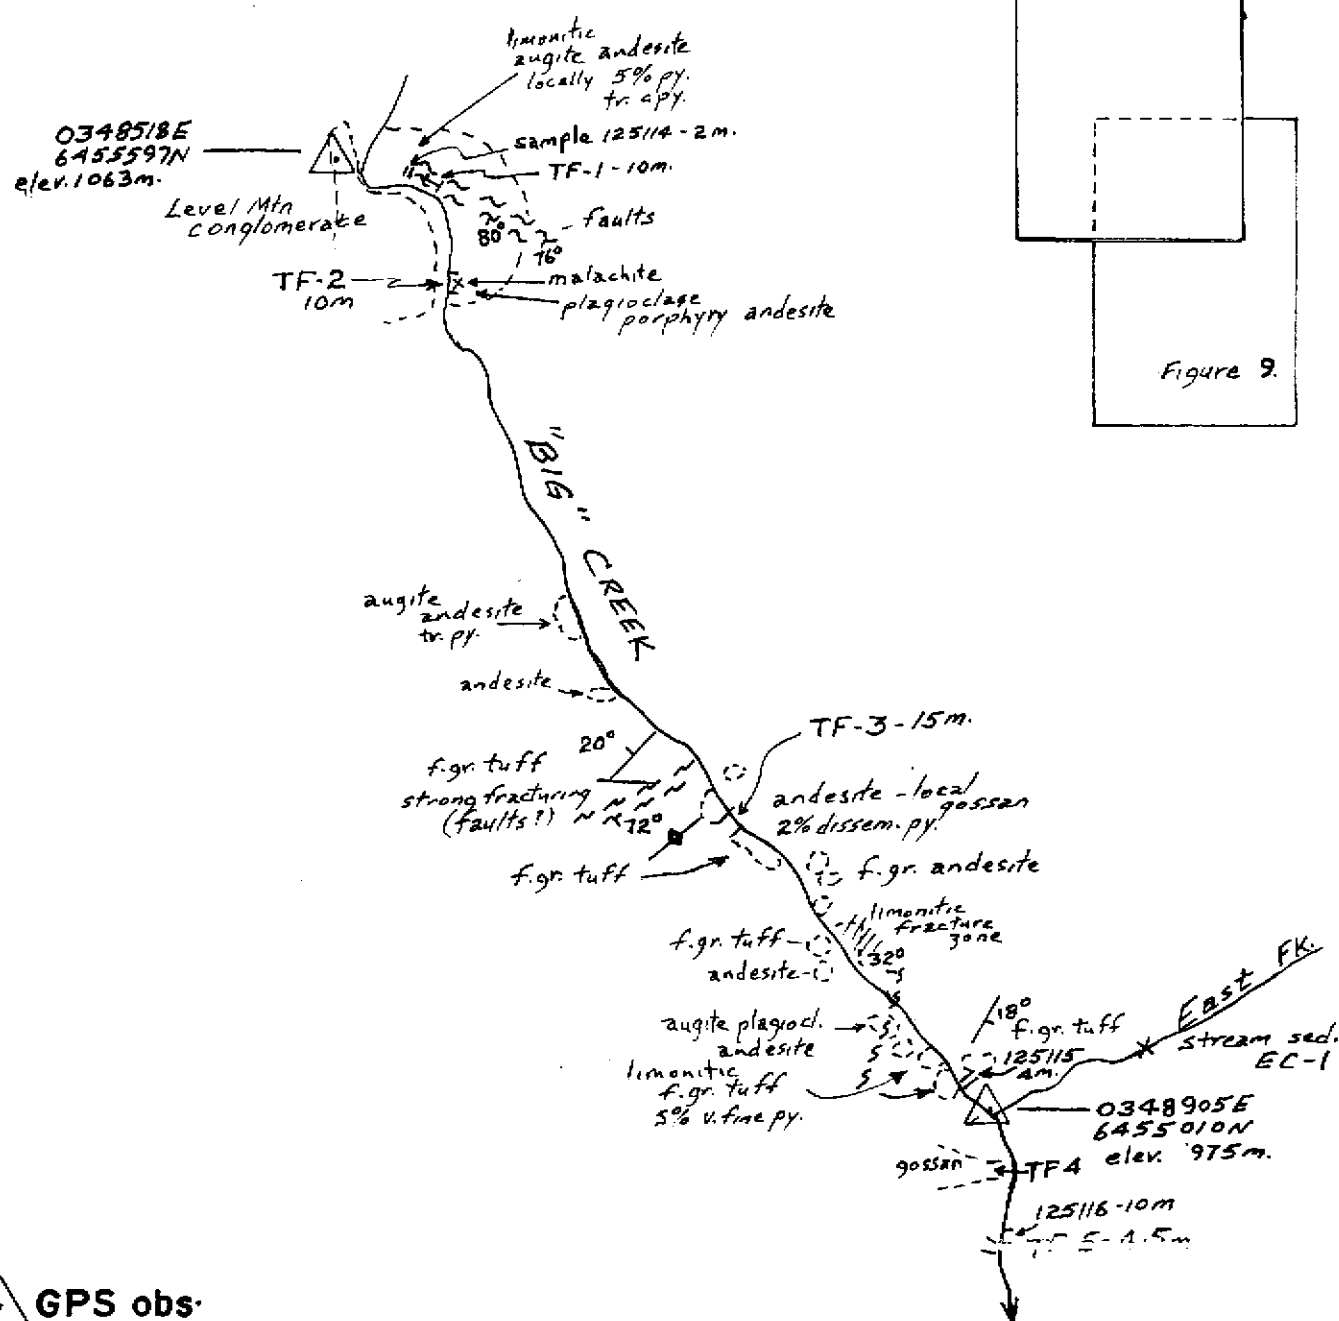 limonitic
augite andesite
locally 5% py.
tr. cpy.
0348518E
6455597N
elev. 1063m.
sample 125114-2m.
TF-1-10m.
Level Mtn
conglomerate
faults
80°
76°
TF-2
10m
malachite
plagioclase
porphyry andesite
Figure 9.
"BIG" CREEK
augite
andesite
tr. py.
andesite
20°
TF-3-15m.
f.gr. tuff
strong fracturing
(faults?)
72°
andesite - local
gossan
2% dissem. py.
f.gr. tuff
f.gr. andesite
limonitic
fracture
zone
f.gr. tuff
andesite
32°
East FK.
18°
f.gr. tuff
augite plagiocl.
andesite
125115
4m.
stream sed.
EC-1
limonitic
f.gr. tuff
5% v. fine py.
0348905E
6455010N
elev. 975m.
gossan
TF4
125116-10m
GPS obs.